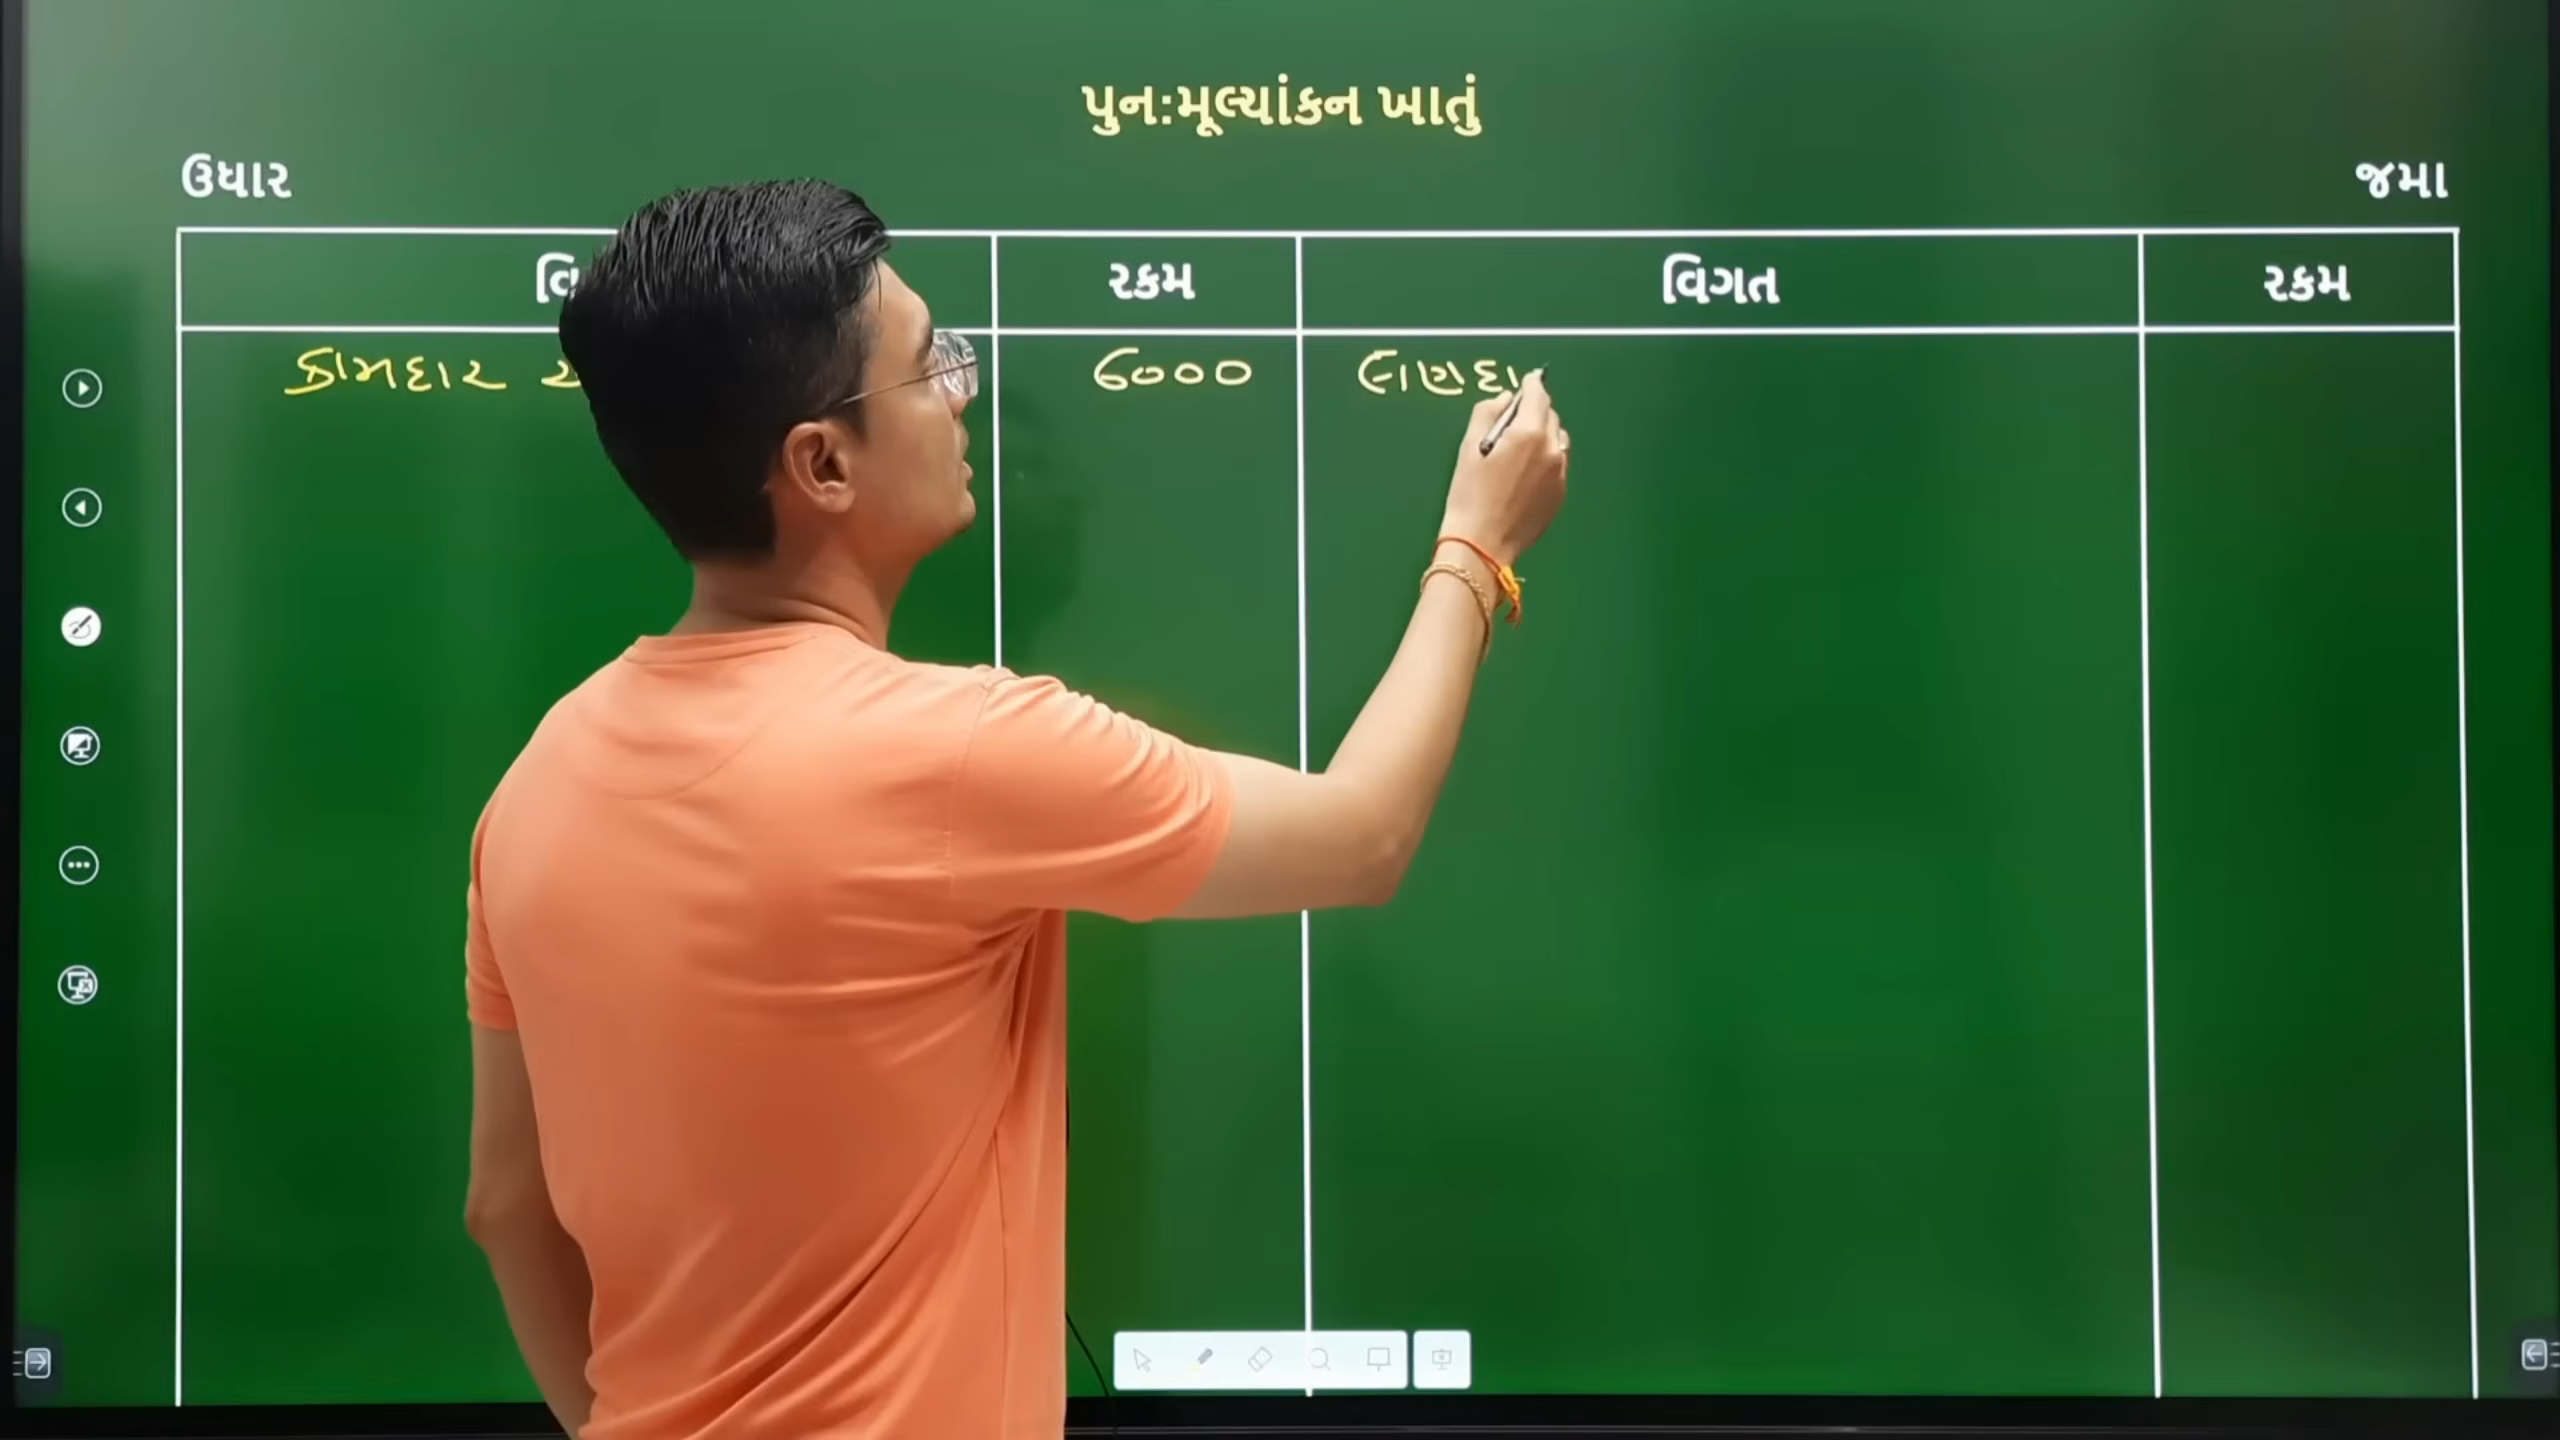 પુન:મૂલ્યાંકન ખાતું
ઉધાર જમા
રકમ વિગત રકમ
કામદાર 6000